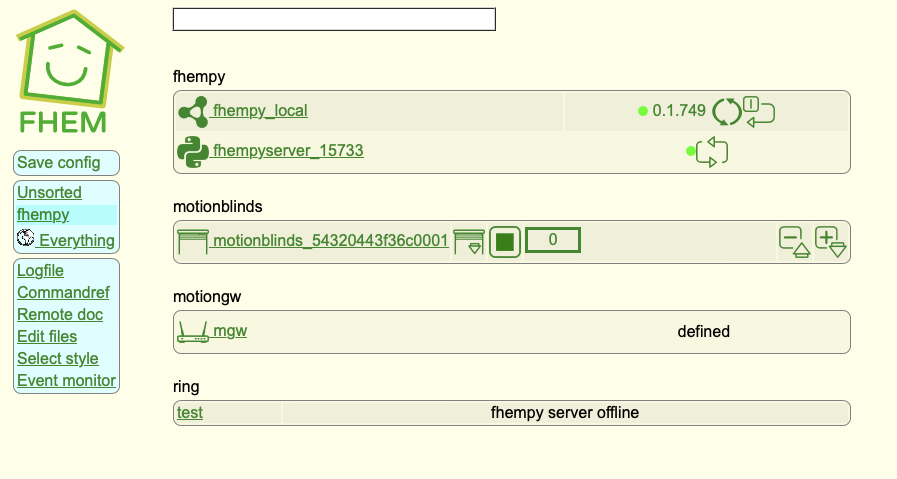 FHEM
Save config
Unsorted
fhempy
Everything
Logfile
Commandref
Remote doc
Edit files
Select style
Event monitor
fhempy
fhempy_local 0.1.749
fhempyserver_15733
motionblinds
motionblinds_54320443f36c0001 0
motiongw
mgw defined
ring
test fhempy server offline